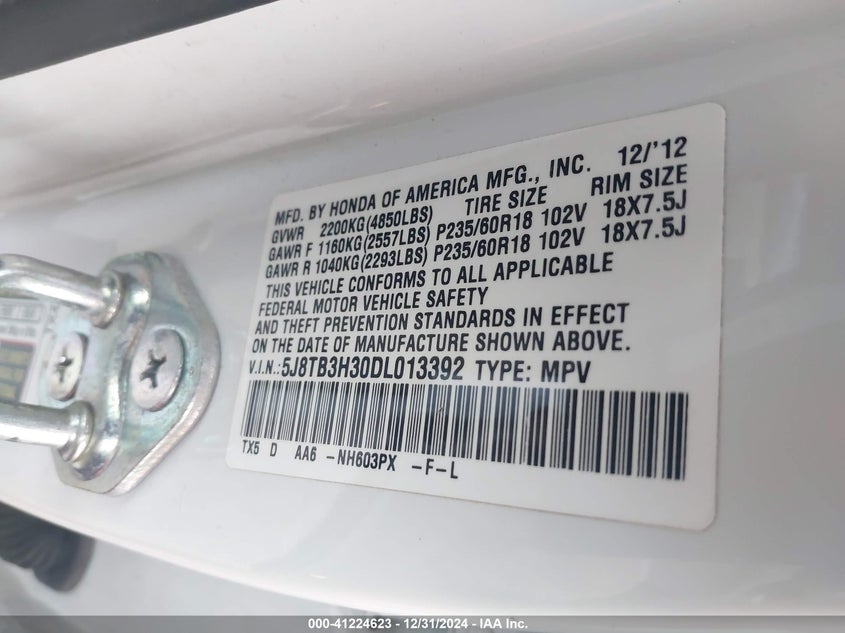 MFD. BY HONDA OF AMERICA MFG., INC. 12/'12
GVWR 2200KG(4850LBS) TIRE SIZE RIM SIZE
GAWR F 1160KG(2557LBS) P235/60R18 102V 18X7.5J
GAWR R 1040KG(2293LBS) P235/60R18 102V 18X7.5J
THIS VEHICLE CONFORMS TO ALL APPLICABLE
FEDERAL MOTOR VEHICLE SAFETY
AND THEFT PREVENTION STANDARDS IN EFFECT
ON THE DATE OF MANUFACTURE SHOWN ABOVE.
V.I.N.:5J8TB3H30DL013392 TYPE: MPV
TX5 D AA6 -NH603PX -F-L
000-41224623 - 12/31/2024 - IAA Inc.